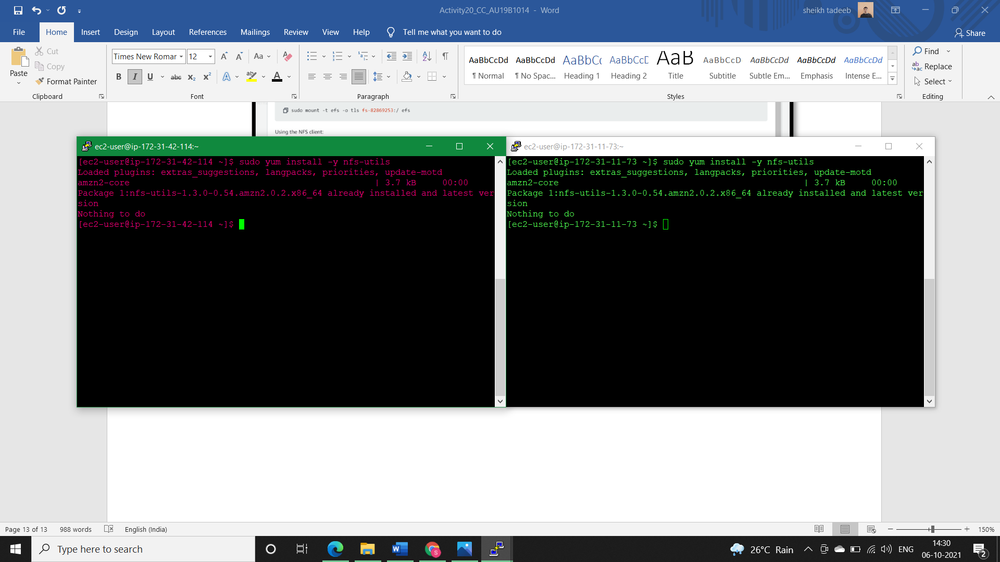 Activity20_CC_AU19B1014 - Word
sheikh tadeeb
File Home Insert Design Layout References Mailings Review View Help Tell me what you want to do
Share
Paste
Cut
Copy
Format Painter
Clipboard
Times New Roman 12
Font
Paragraph
AaBbCcDd AaBbCcDd AaBbCc AaBbCcD AaB AaBbCcD AaBbCcDd AaBbCcDd AaBbCcDd
¶ Normal ¶ No Spac... Heading 1 Heading 2 Title Subtitle Subtle Em... Emphasis Intense E...
Styles
Find
Replace
Select
Editing
sudo mount -t efs -o tls fs-82869253:/ efs
Using the NFS client:
ec2-user@ip-172-31-42-114:~
[ec2-user@ip-172-31-42-114 ~]$ sudo yum install -y nfs-utils
Loaded plugins: extras_suggestions, langpacks, priorities, update-motd
amzn2-core | 3.7 kB 00:00
Package 1:nfs-utils-1.3.0-0.54.amzn2.0.2.x86_64 already installed and latest ver
sion
Nothing to do
[ec2-user@ip-172-31-42-114 ~]$
ec2-user@ip-172-31-11-73:~
[ec2-user@ip-172-31-11-73 ~]$ sudo yum install -y nfs-utils
Loaded plugins: extras_suggestions, langpacks, priorities, update-motd
amzn2-core | 3.7 kB 00:00
Package 1:nfs-utils-1.3.0-0.54.amzn2.0.2.x86_64 already installed and latest ver
sion
Nothing to do
[ec2-user@ip-172-31-11-73 ~]$
Page 13 of 13 988 words English (India) 150%
Type here to search
26°C Rain
ENG
14:30
06-10-2021
2